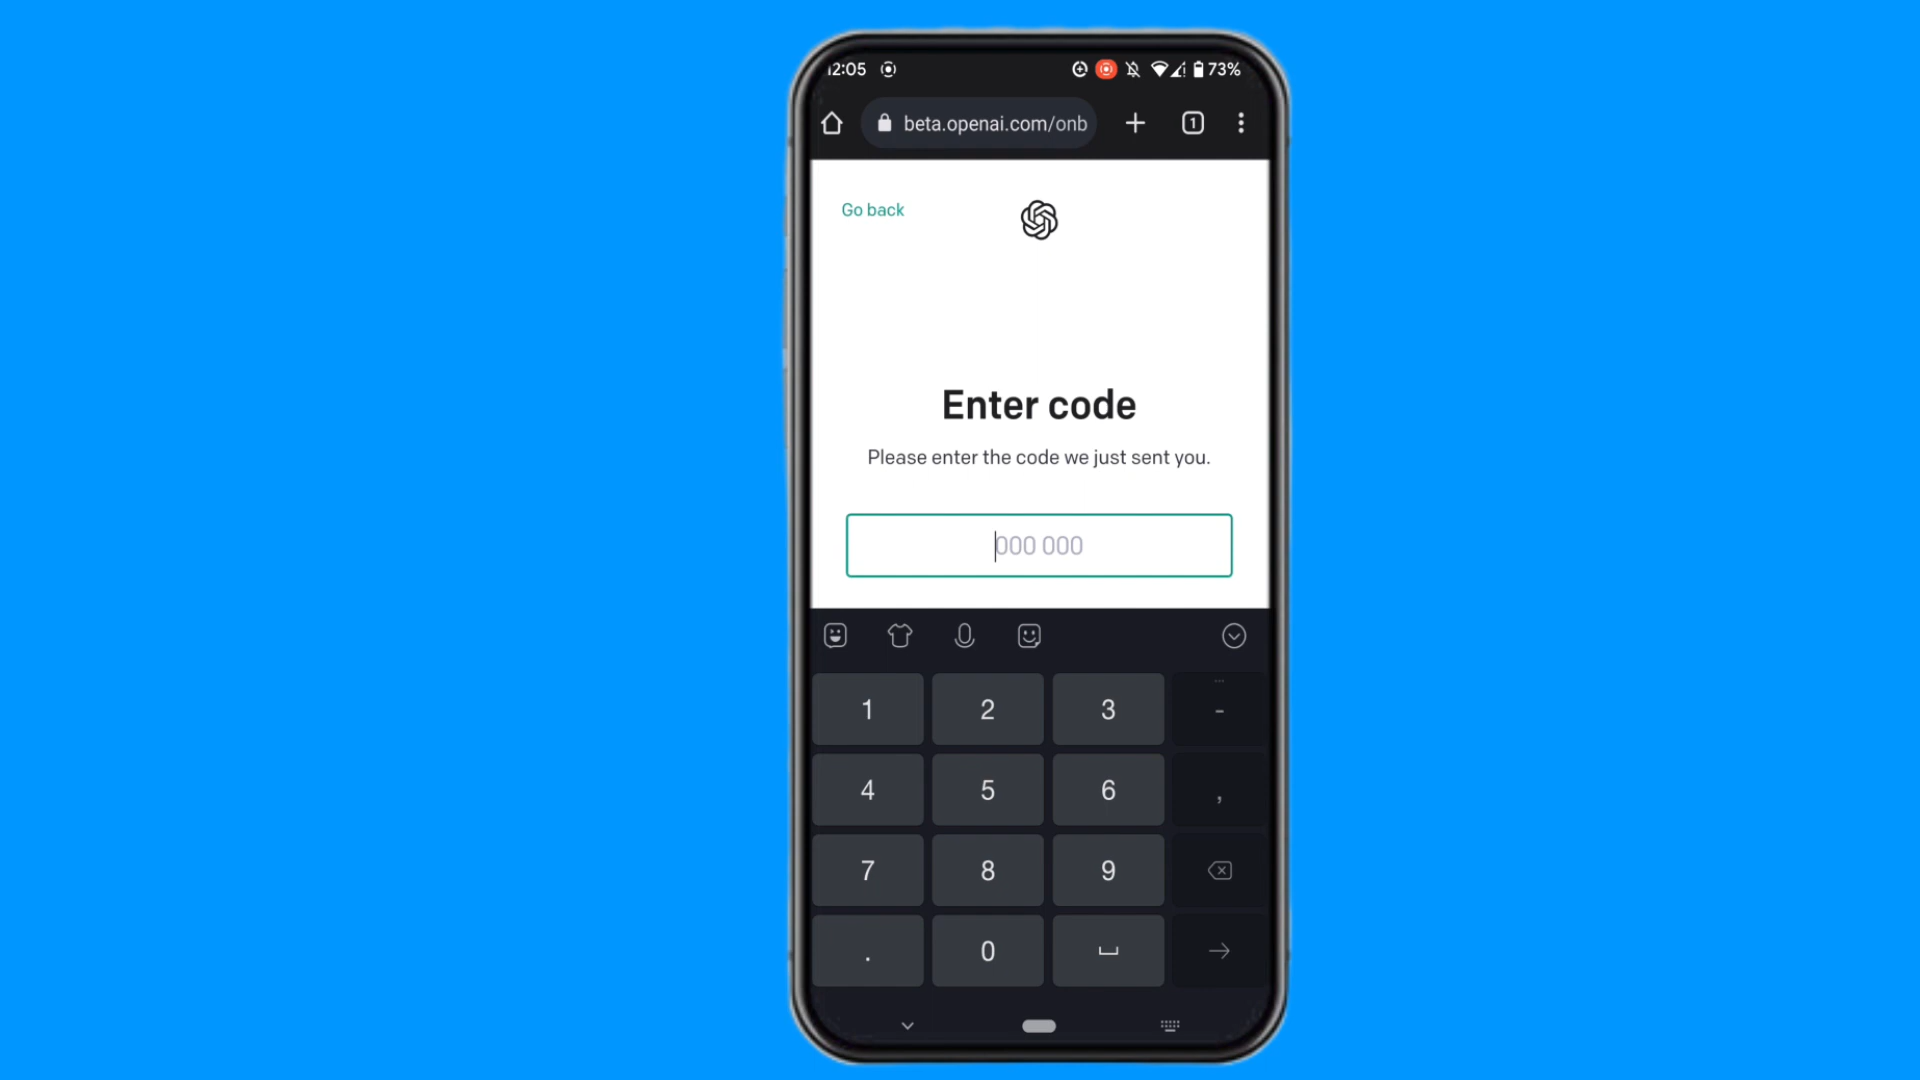 12:05 73%
beta.openai.com/onb 1
Go back
Enter code
Please enter the code we just sent you.
000 000
1 2 3 -
4 5 6 ,
7 8 9
. 0